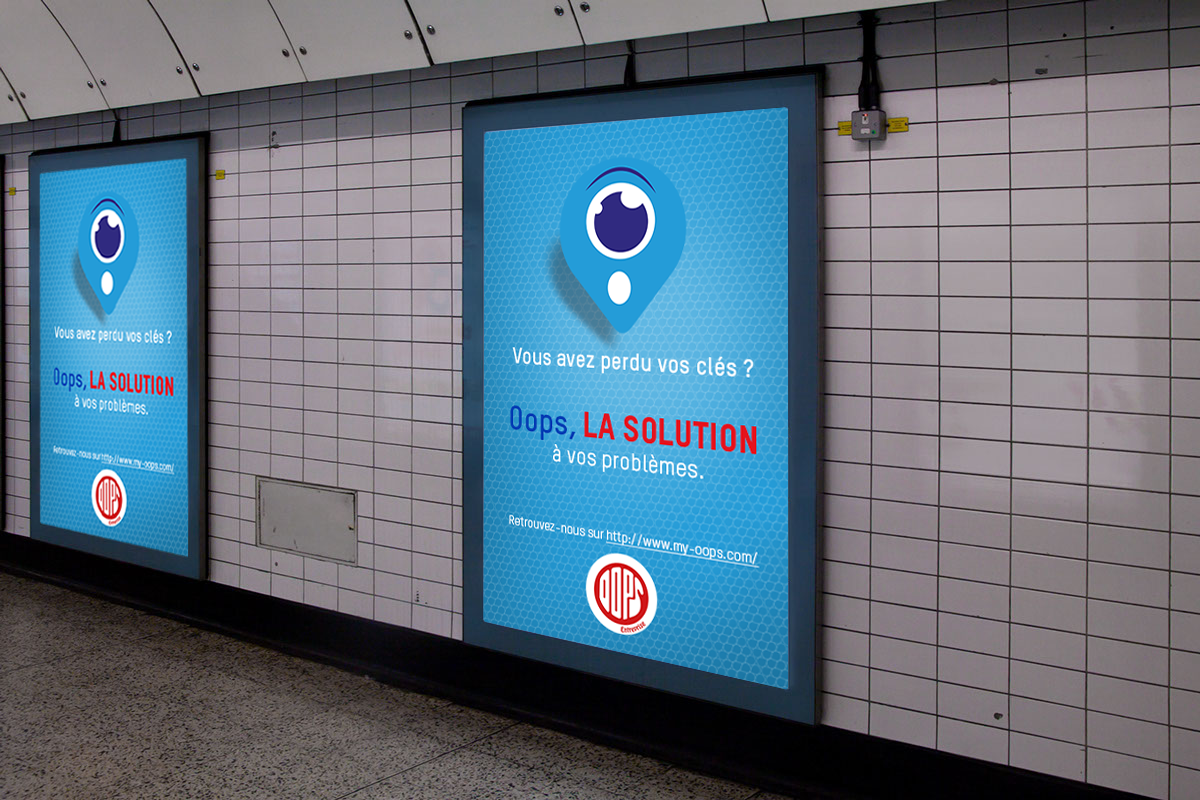 Vous avez perdu vos clés ?
Oops, LA SOLUTION
à vos problèmes.
Retrouvez-nous sur http://www.my-oops.com/
OOPS
Entreprise
Vous avez perdu vos clés ?
Oops, LA SOLUTION
à vos problèmes.
Retrouvez-nous sur http://www.my-oops.com/
OOPS
Entreprise